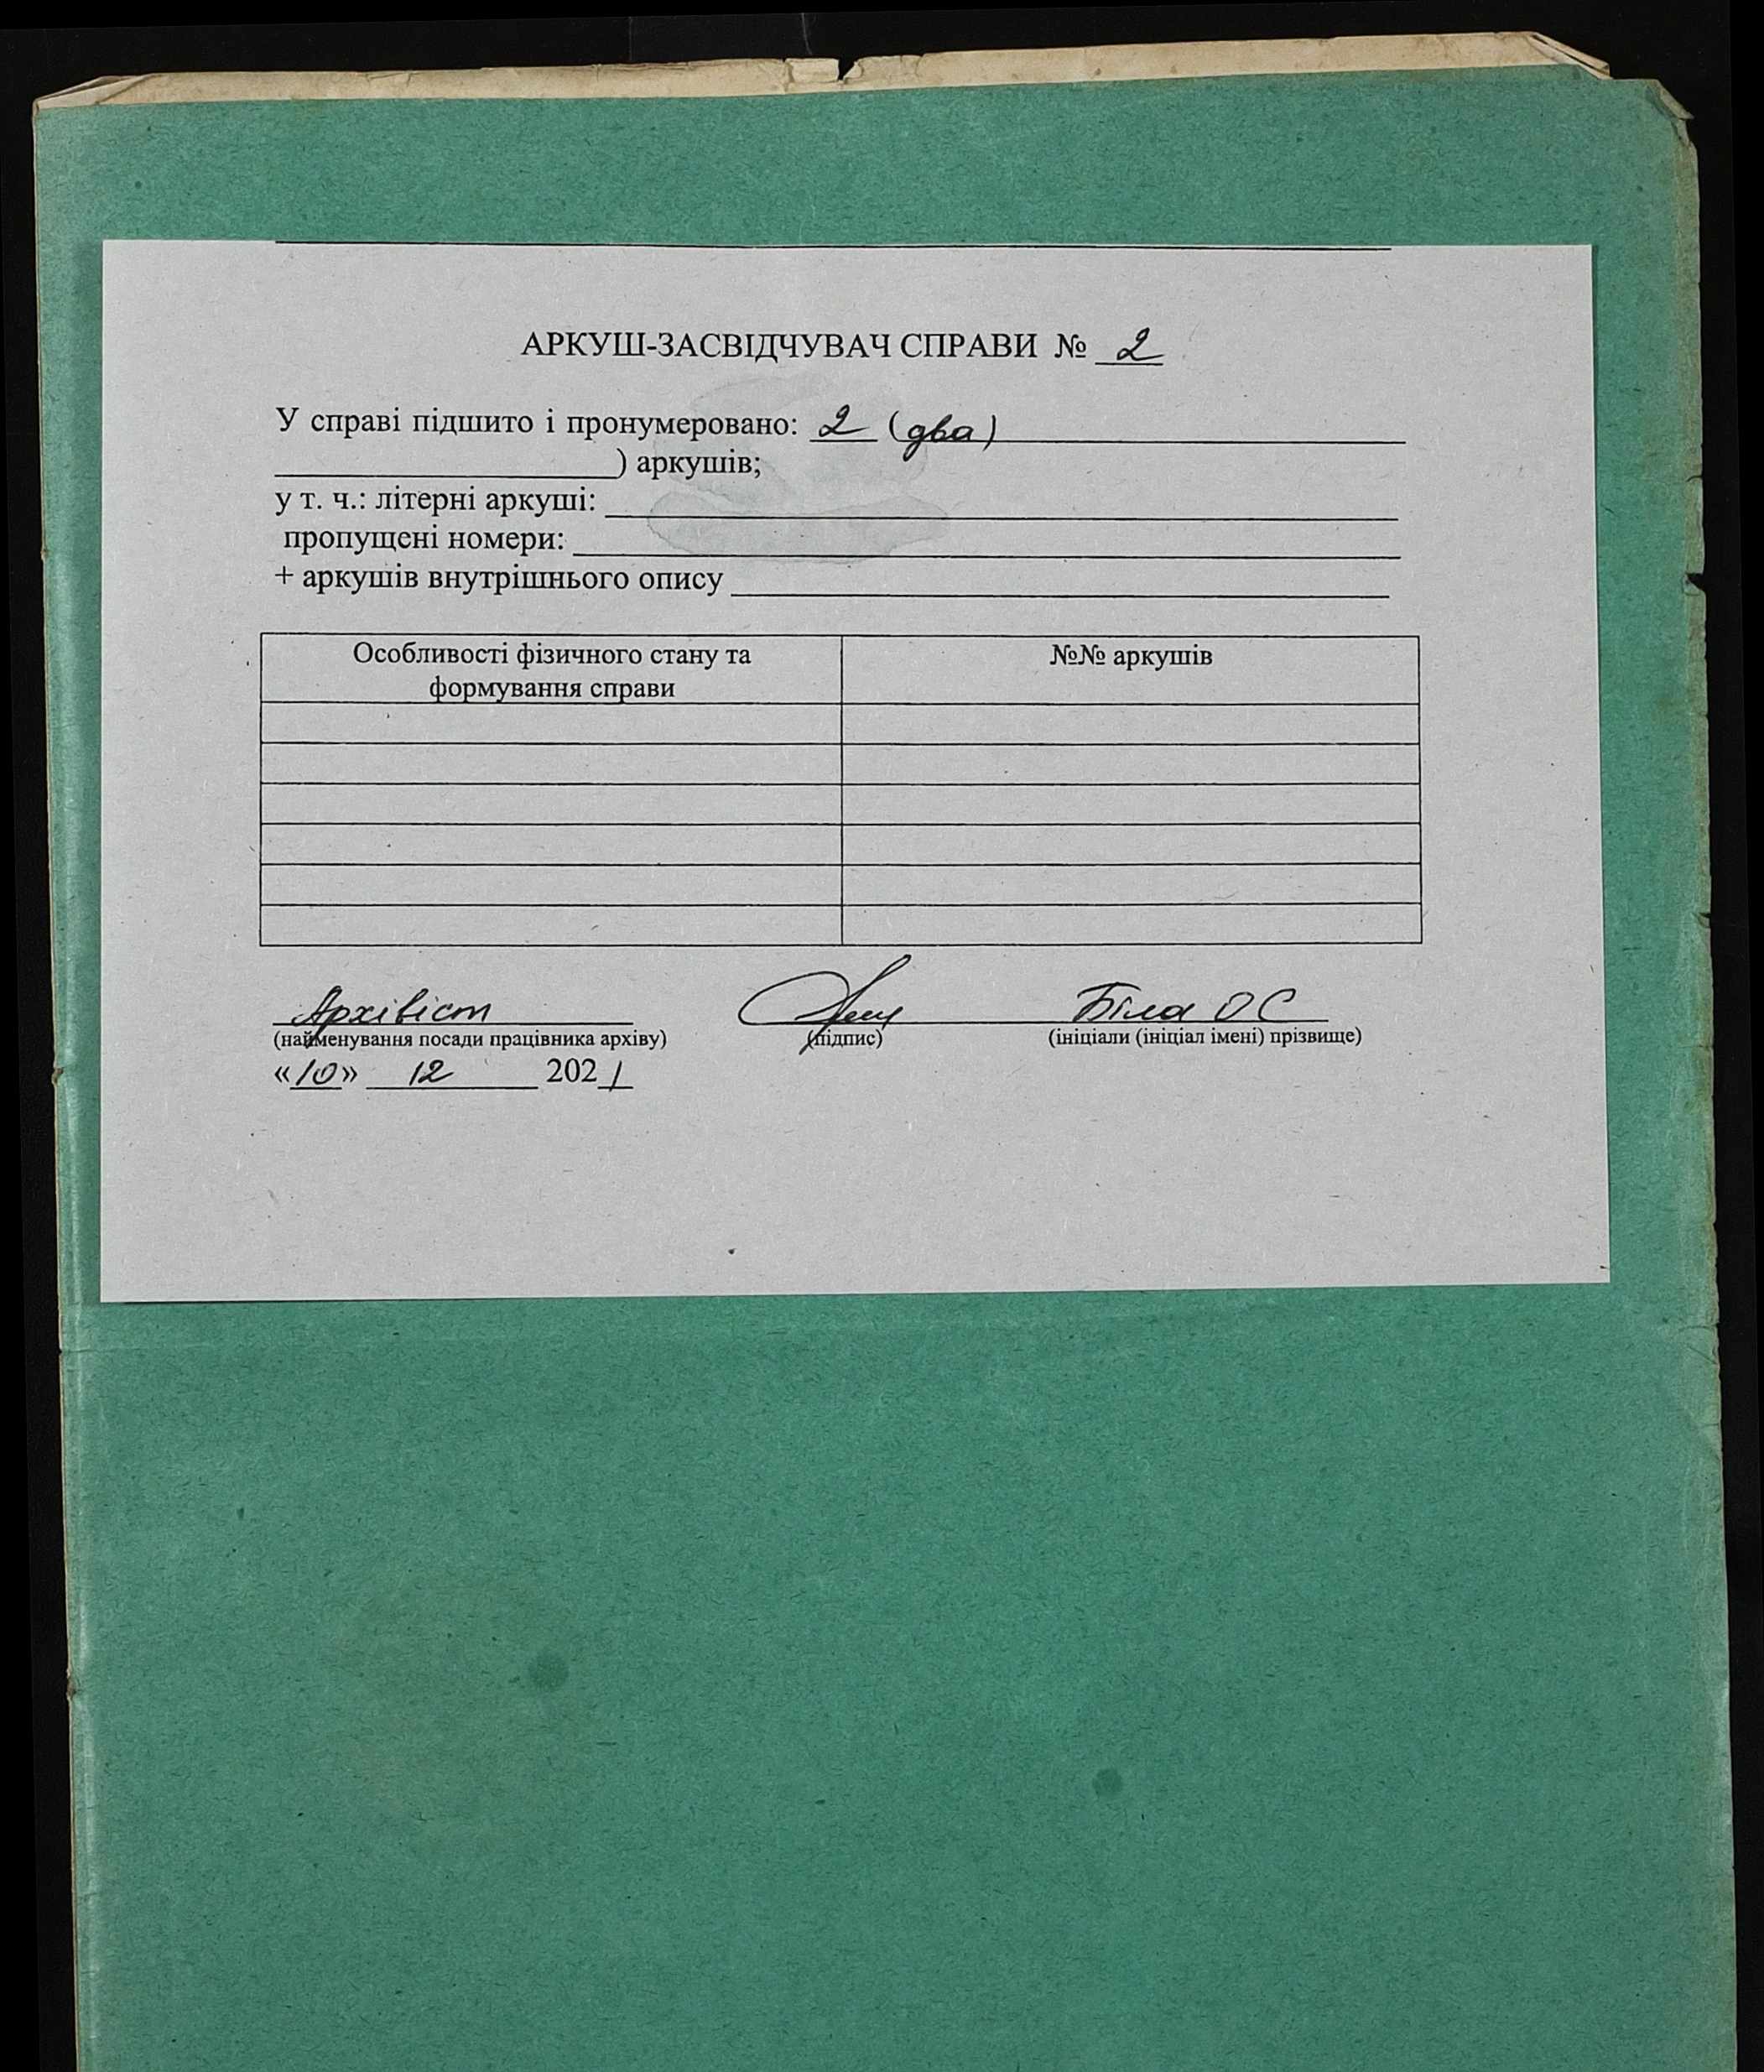 АРКУШ-ЗАСВІДЧУВАЧ СПРАВИ № 2
У справі підшито і пронумеровано: 2 (два)
) аркушів;
у т. ч.: літерні аркуші:
пропущені номери:
+ аркушів внутрішнього опису
Особливості фізичного стану та
формування справи
№№ аркушів
Архівіст
Біла О С
(найменування посади працівника архіву) (підпис) (ініціали (ініціал імені) прізвище)
«10» 12 2021